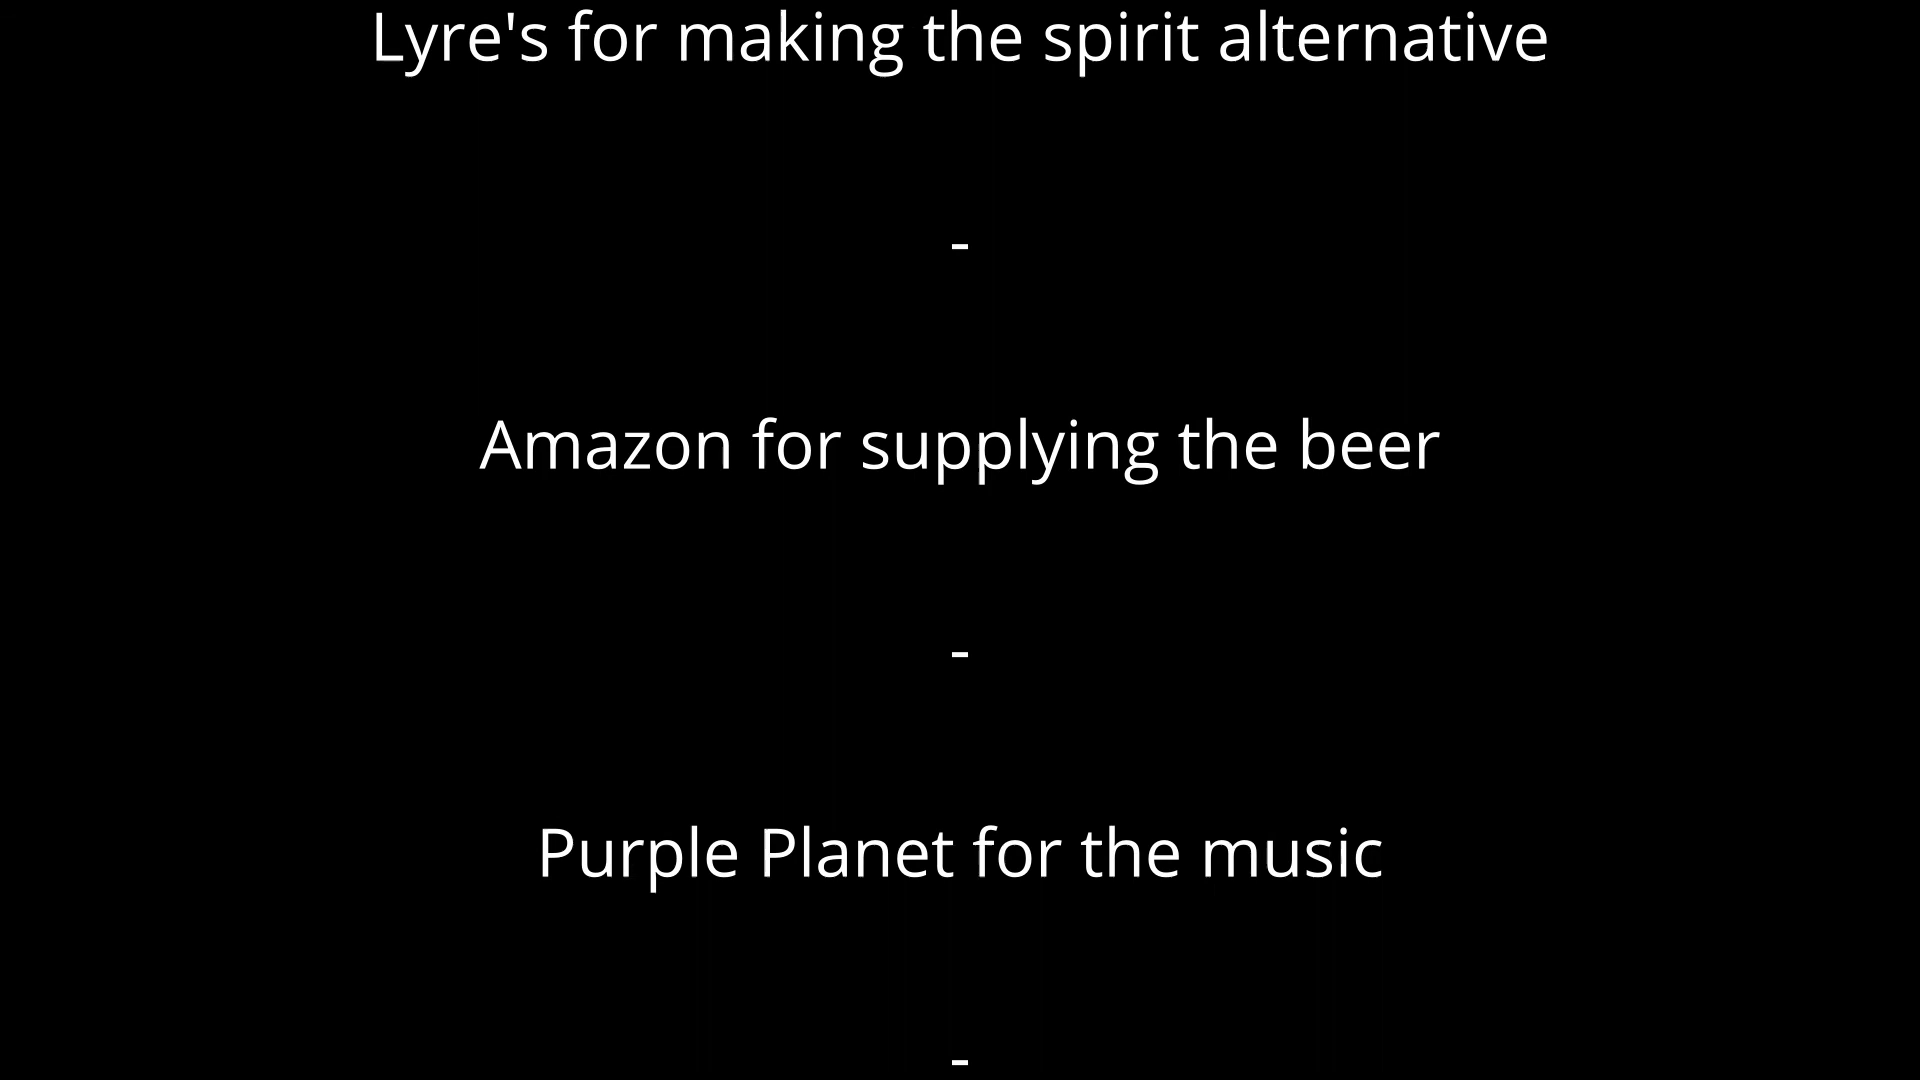 Lyre's for making the spirit alternative
-
Amazon for supplying the beer
-
Purple Planet for the music
-